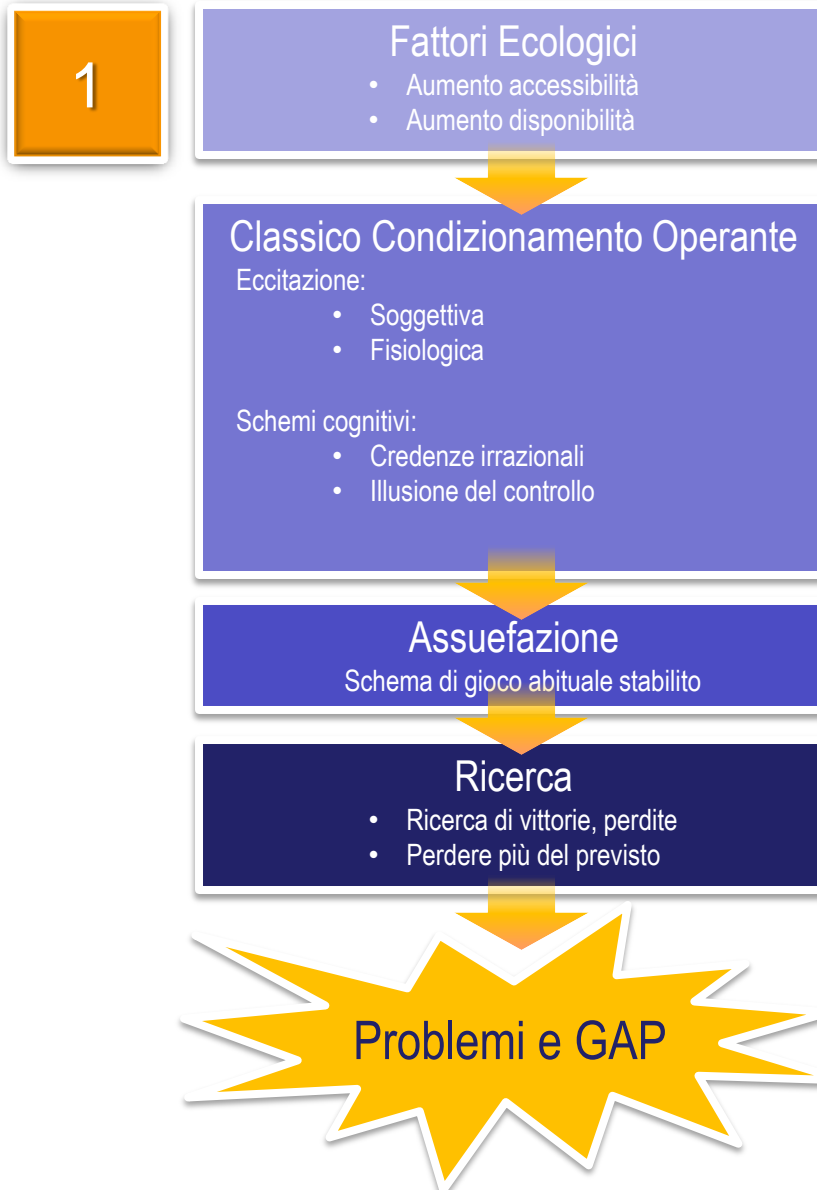 1
Fattori Ecologici
• Aumento accessibilità
• Aumento disponibilità
Classico Condizionamento Operante
Eccitazione:
• Soggettiva
• Fisiologica
Schemi cognitivi:
• Credenze irrazionali
• Illusione del controllo
Assuefazione
Schema di gioco abituale stabilito
Ricerca
• Ricerca di vittorie, perdite
• Perdere più del previsto
Problemi e GAP